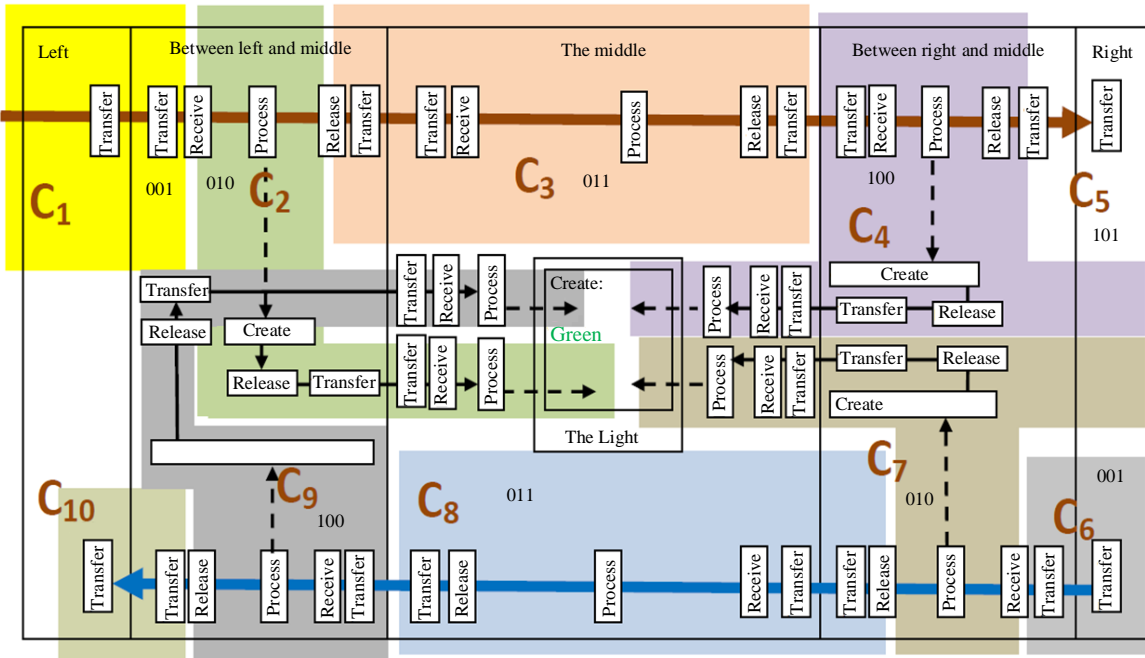 Left
Between left and middle
The middle
Between right and middle
Right
Transfer
Transfer
Receive
Process
Release
Transfer
Transfer
Receive
Process
Release
Transfer
Transfer
Receive
Process
Release
Transfer
Transfer
C1
001
010
C2
C3
011
100
C4
C5
101
Transfer
Release
Create
Release
Transfer
Transfer
Receive
Process
Transfer
Receive
Process
Create:
Green
The Light
Process
Receive
Transfer
Create
Transfer
Release
Process
Receive
Transfer
Transfer
Release
Create
C10
C9
100
C8
011
C7
010
C6
001
Transfer
Transfer
Release
Process
Receive
Transfer
Transfer
Release
Process
Receive
Transfer
Transfer
Release
Process
Receive
Transfer
Transfer